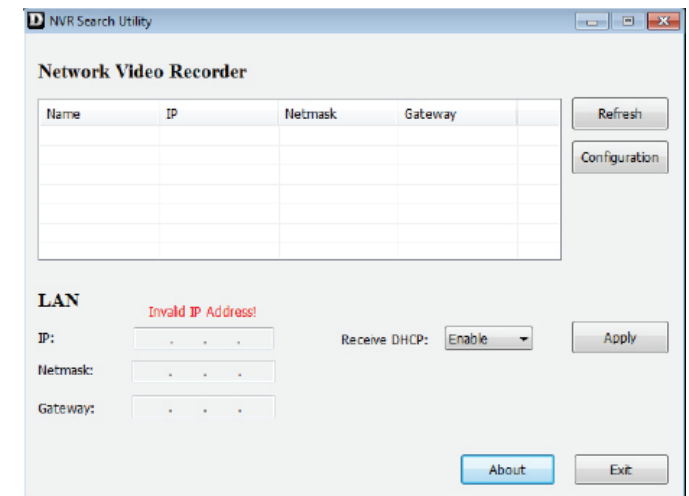 D NVR Search Utility
Network Video Recorder
Name IP Netmask Gateway
Refresh
Configuration
LAN
Invalid IP Address!
IP: . . . Receive DHCP: Enable Apply
Netmask: . . .
Gateway: . . .
About Exit